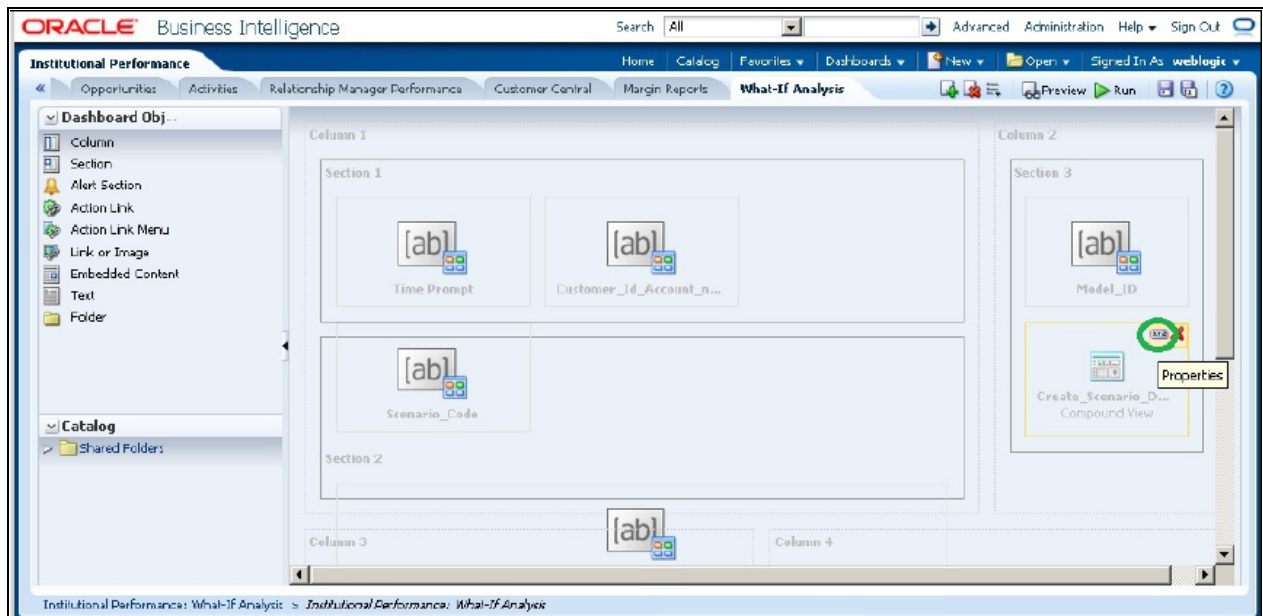 ORACLE Business Intelligence Search All Advanced Administration Help Sign Out
Institutional Performance Home Catalog Favorites Dashboards New Open Signed In As weblogic
« Opportunities Activities Relationship Manager Performance Customer Central Margin Reports What-If Analysis Preview Run ?
Dashboard Obj...
Column
Section
Alert Section
Action Link
Action Link Menu
Link or Image
Embedded Content
Text
Folder
Catalog
Shared Folders
Column 1
Section 1
[ab]
Time Prompt
[ab]
Customer_Id_Account_n...
[ab]
Scenario_Code
Section 2
[ab]
Column 2
Section 3
[ab]
Model_ID
XYZ
Properties
Create_Scenario_D...
Compound View
Column 3
Column 4
Institutional Performance: What-If Analysis > Institutional Performance: What-If Analysis